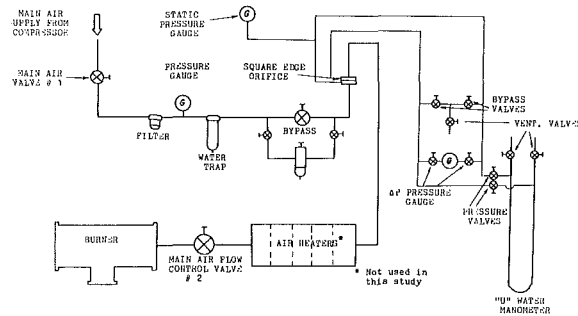 MAIN AIR
SUPPLY FROM
COMPRESSOR
STATIC
PRESSURE
GAUGE
G
MAIN AIR
VALVE # 1
PRESSURE
GAUGE
G
SQUARE EDGE
ORIFICE
FILTER
WATER
TRAP
BYPASS
BYPASS
VALVES
VENT. VALVES
G
ΔP PRESSURE
GAUGE
PRESSURE
VALVES
BURNER
MAIN AIR FLOW
CONTROL VALVE
# 2
AIR HEATERS*
* Not used in
this study
"U" WATER
MANOMETER